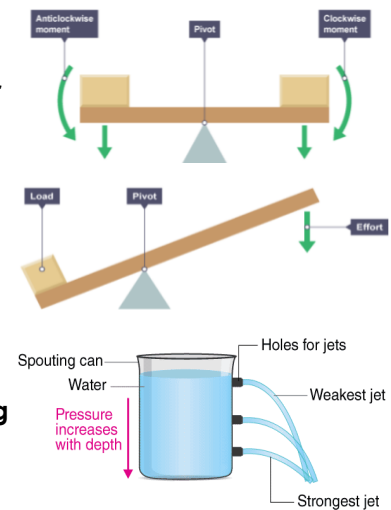 Anticlockwise
moment
Pivot
Clockwise
moment
Load
Pivot
Effort
Holes for jets
Spouting can
Water
Weakest jet
Pressure
increases
with depth
Strongest jet